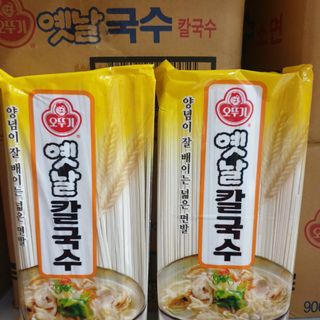 오뚜기
옛날 국수 칼국수
소면
오뚜기
양념이 잘 배이는 넓은 면발
옛날
칼국수
오뚜기
양념이 잘 배이는 넓은 면발
옛날
칼국수
900